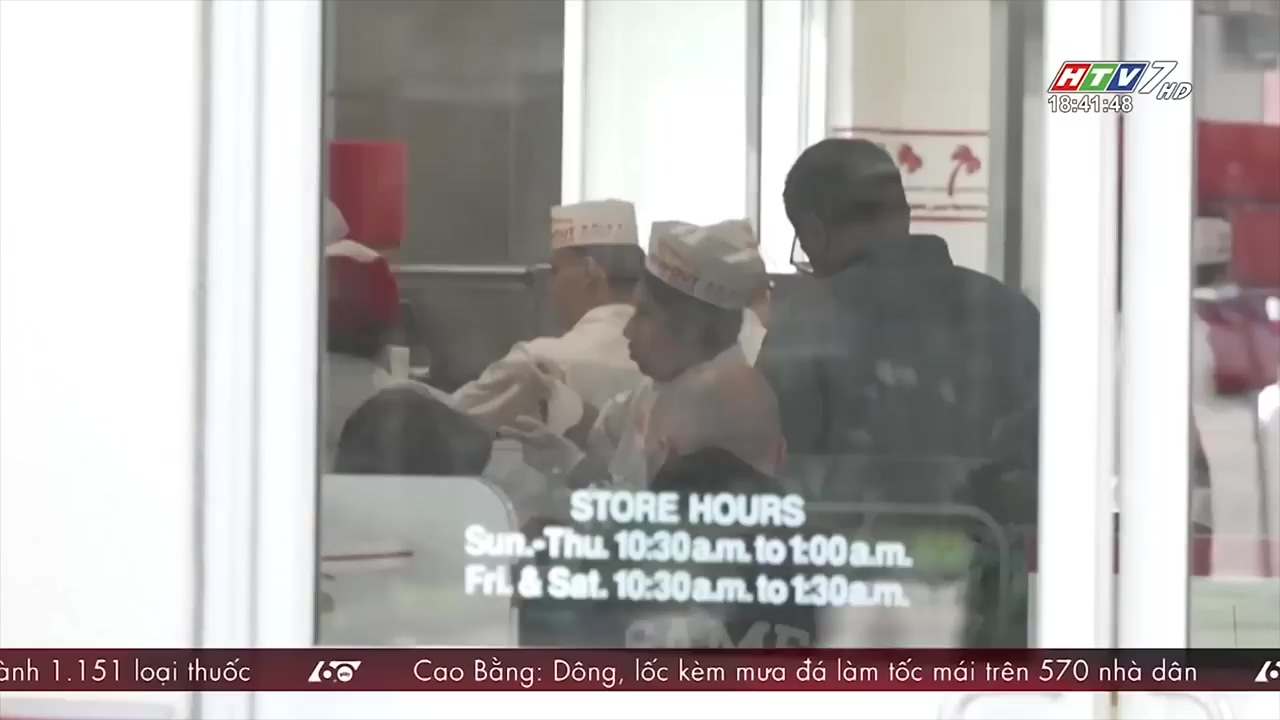 HTV7 HD
18:41:48
STORE HOURS
Sun.-Thu. 10:30 a.m. to 1:00 a.m.
Fri. & Sat. 10:30 a.m. to 1:30 a.m.
GAME
ành 1.151 loại thuốc 60 Cao Bằng: Dông, lốc kèm mưa đá làm tốc mái trên 570 nhà dân